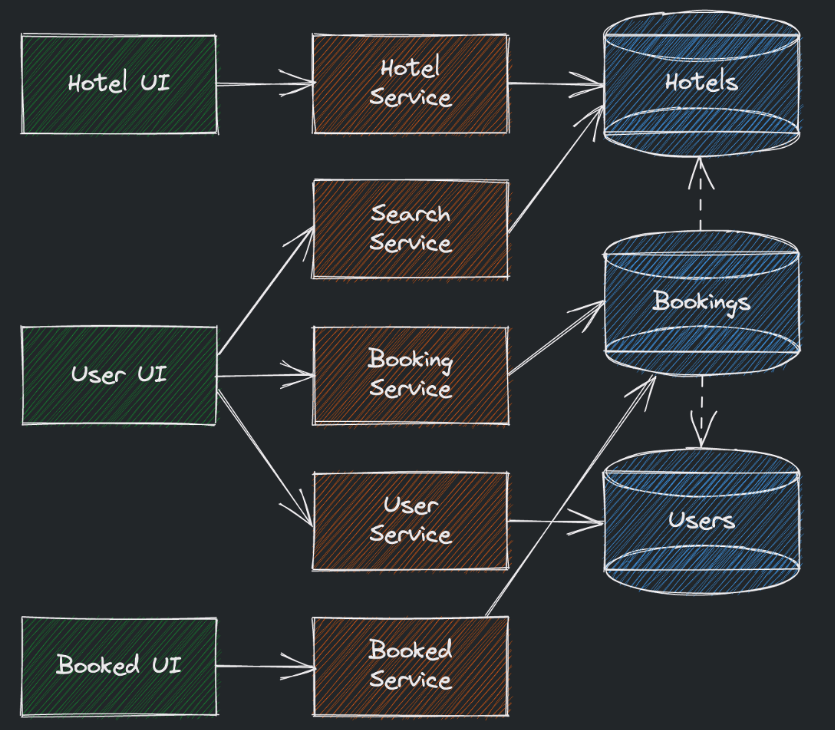 Hotel UI
Hotel
Service
Hotels
Search
Service
Bookings
User UI
Booking
Service
User
Service
Users
Booked UI
Booked
Service